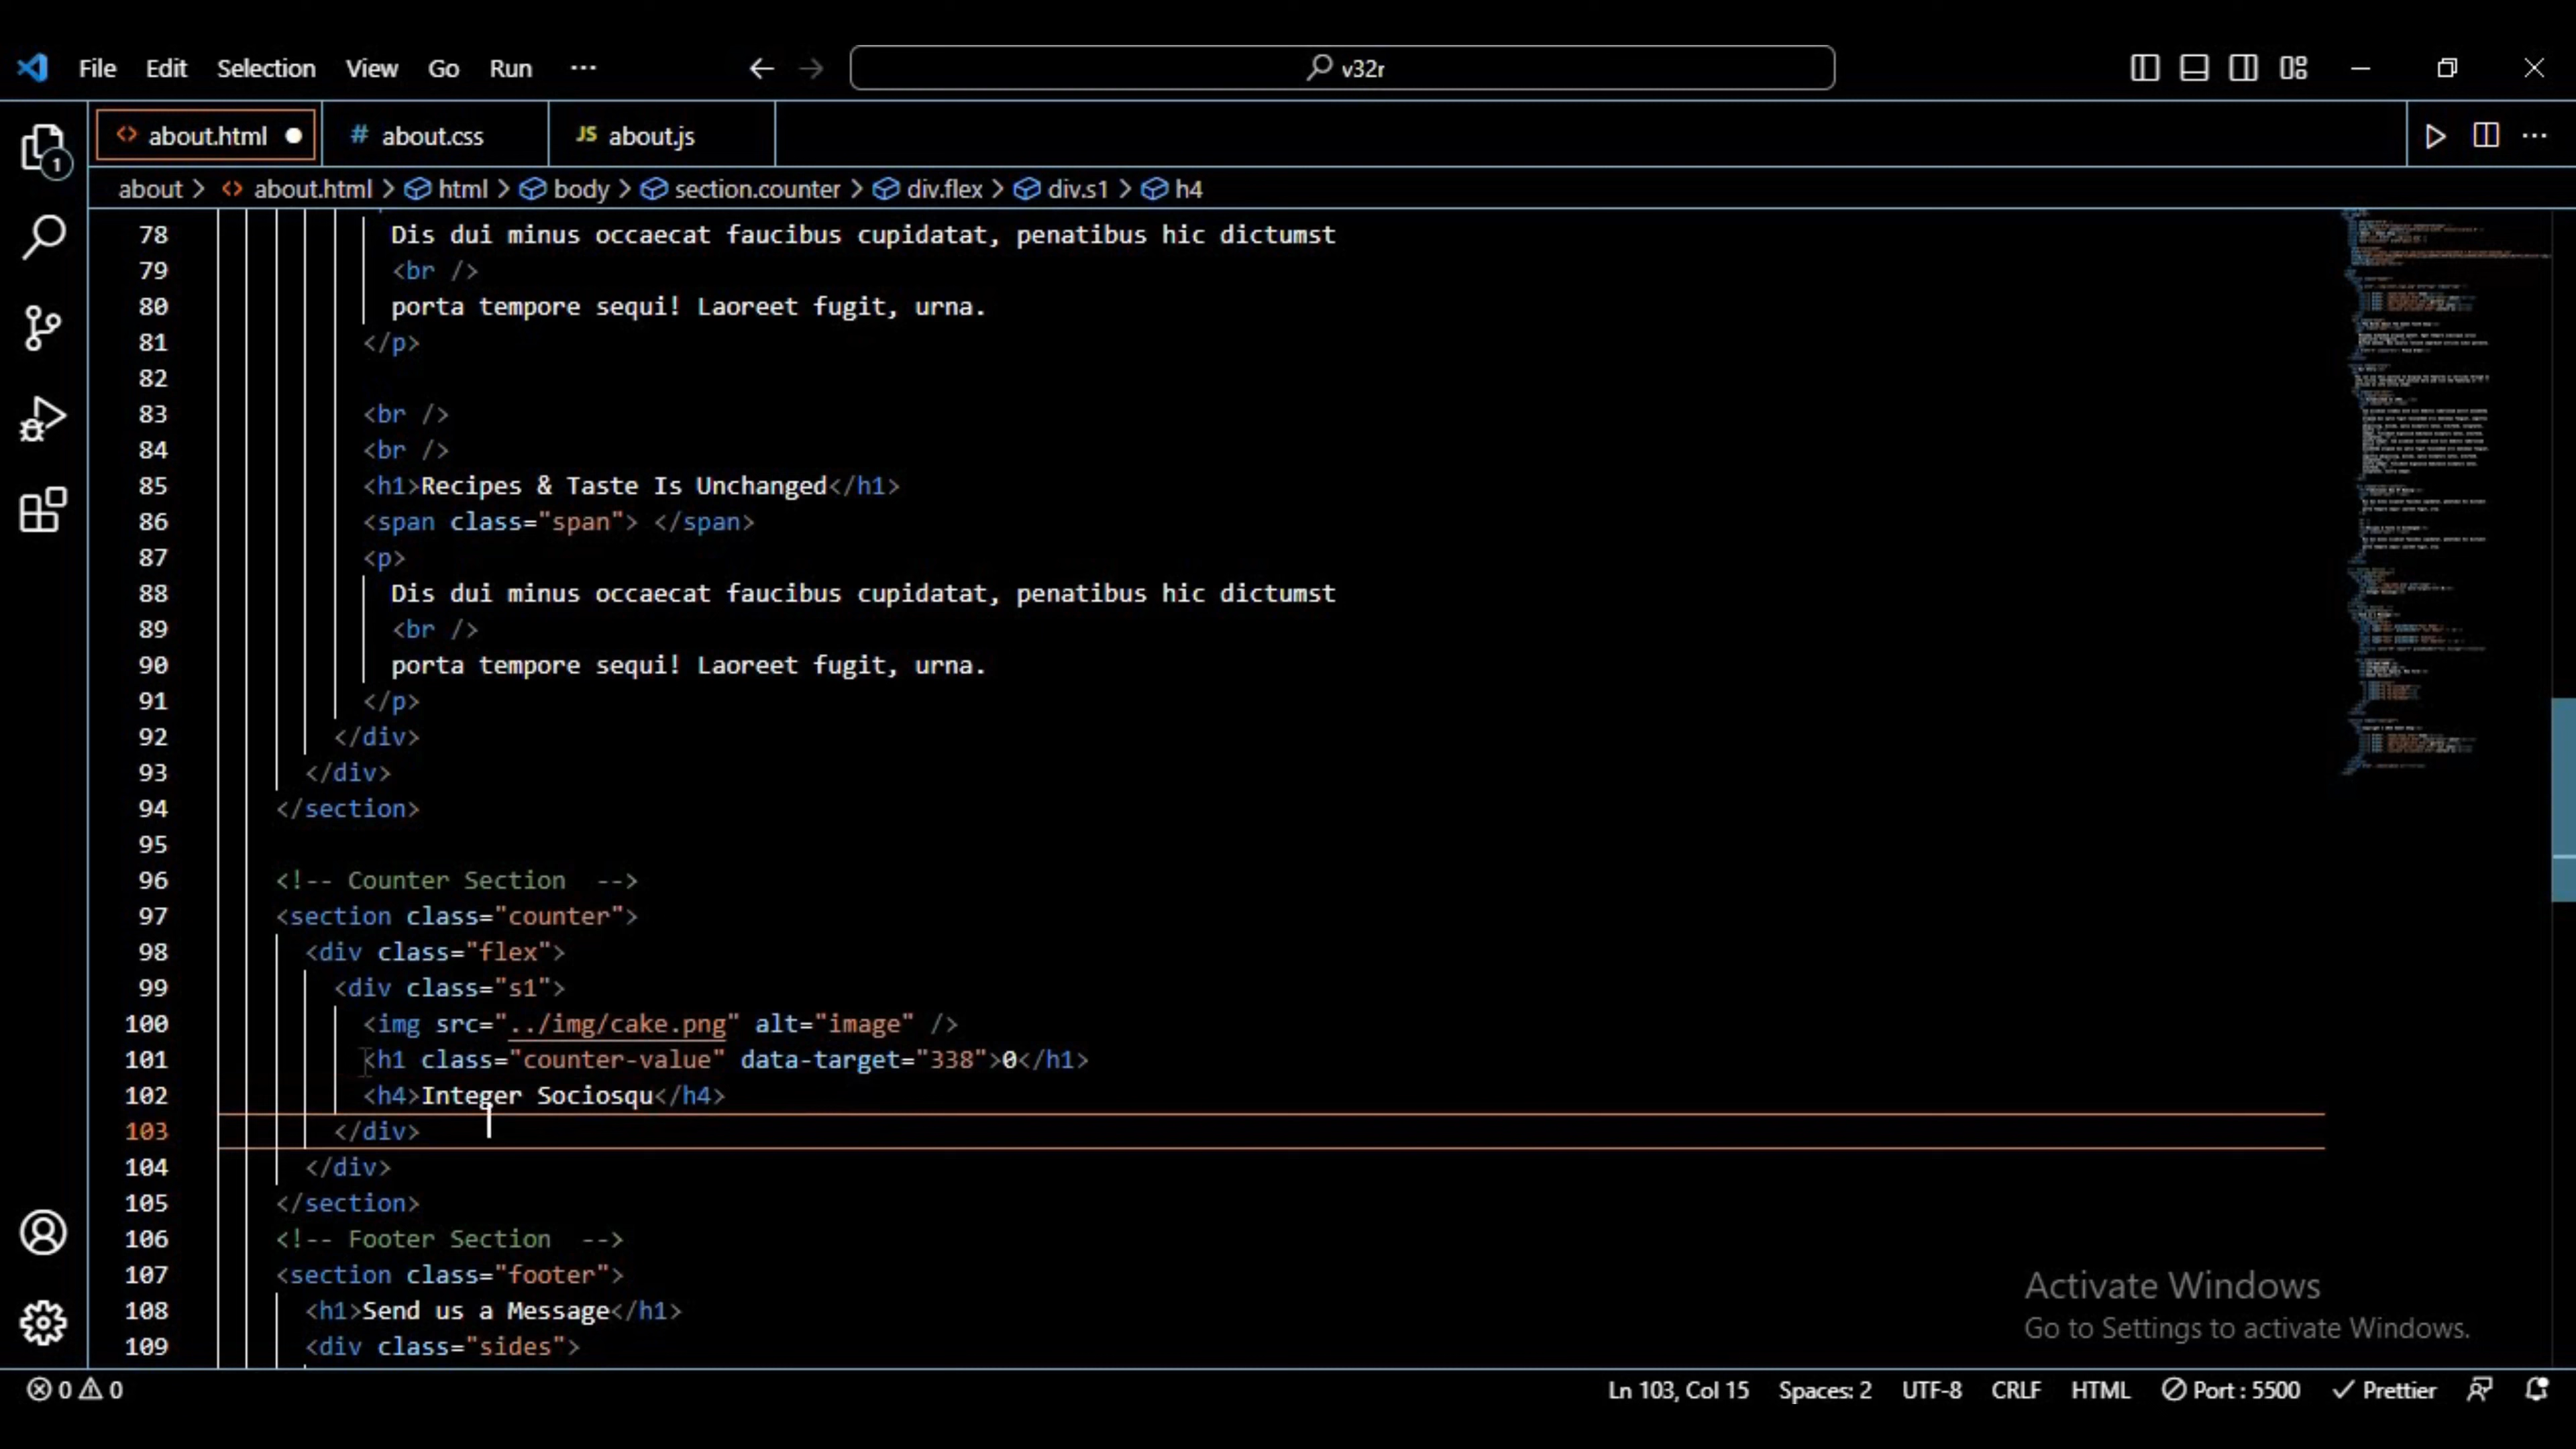 File Edit Selection View Go Run ··· v32r
about.html about.css JS about.js
about > about.html > html > body > section.counter > div.flex > div.s1 > h4
78 Dis dui minus occaecat faucibus cupidatat, penatibus hic dictumst
79 <br />
80 porta tempore sequi! Laoreet fugit, urna.
81 </p>
82
83 <br />
84 <br />
85 <h1>Recipes & Taste Is Unchanged</h1>
86 <span class="span"> </span>
87 <p>
88 Dis dui minus occaecat faucibus cupidatat, penatibus hic dictumst
89 <br />
90 porta tempore sequi! Laoreet fugit, urna.
91 </p>
92 </div>
93 </div>
94 </section>
95
96 <!-- Counter Section  -->
97 <section class="counter">
98 <div class="flex">
99 <div class="s1">
100 <img src="../img/cake.png" alt="image" />
101 <h1 class="counter-value" data-target="338">0</h1>
102 <h4>Integer Sociosqu</h4>
103 </div>
104 </div>
105 </section>
106 <!-- Footer Section  -->
107 <section class="footer">
108 <h1>Send us a Message</h1>
109 <div class="sides">
1
Activate Windows
Go to Settings to activate Windows.
0 0 Ln 103, Col 15 Spaces: 2 UTF-8 CRLF HTML Port : 5500 Prettier